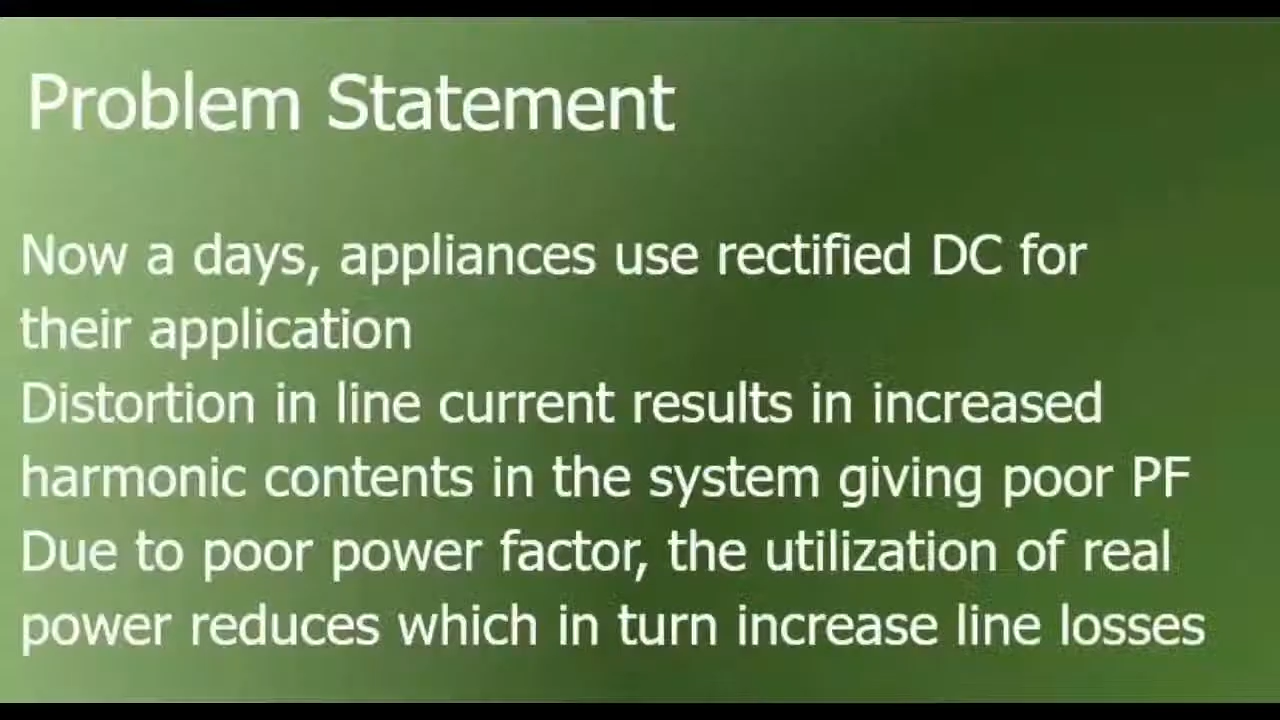 Problem Statement
Now a days, appliances use rectified DC for
their application
Distortion in line current results in increased
harmonic contents in the system giving poor PF
Due to poor power factor, the utilization of real
power reduces which in turn increase line losses